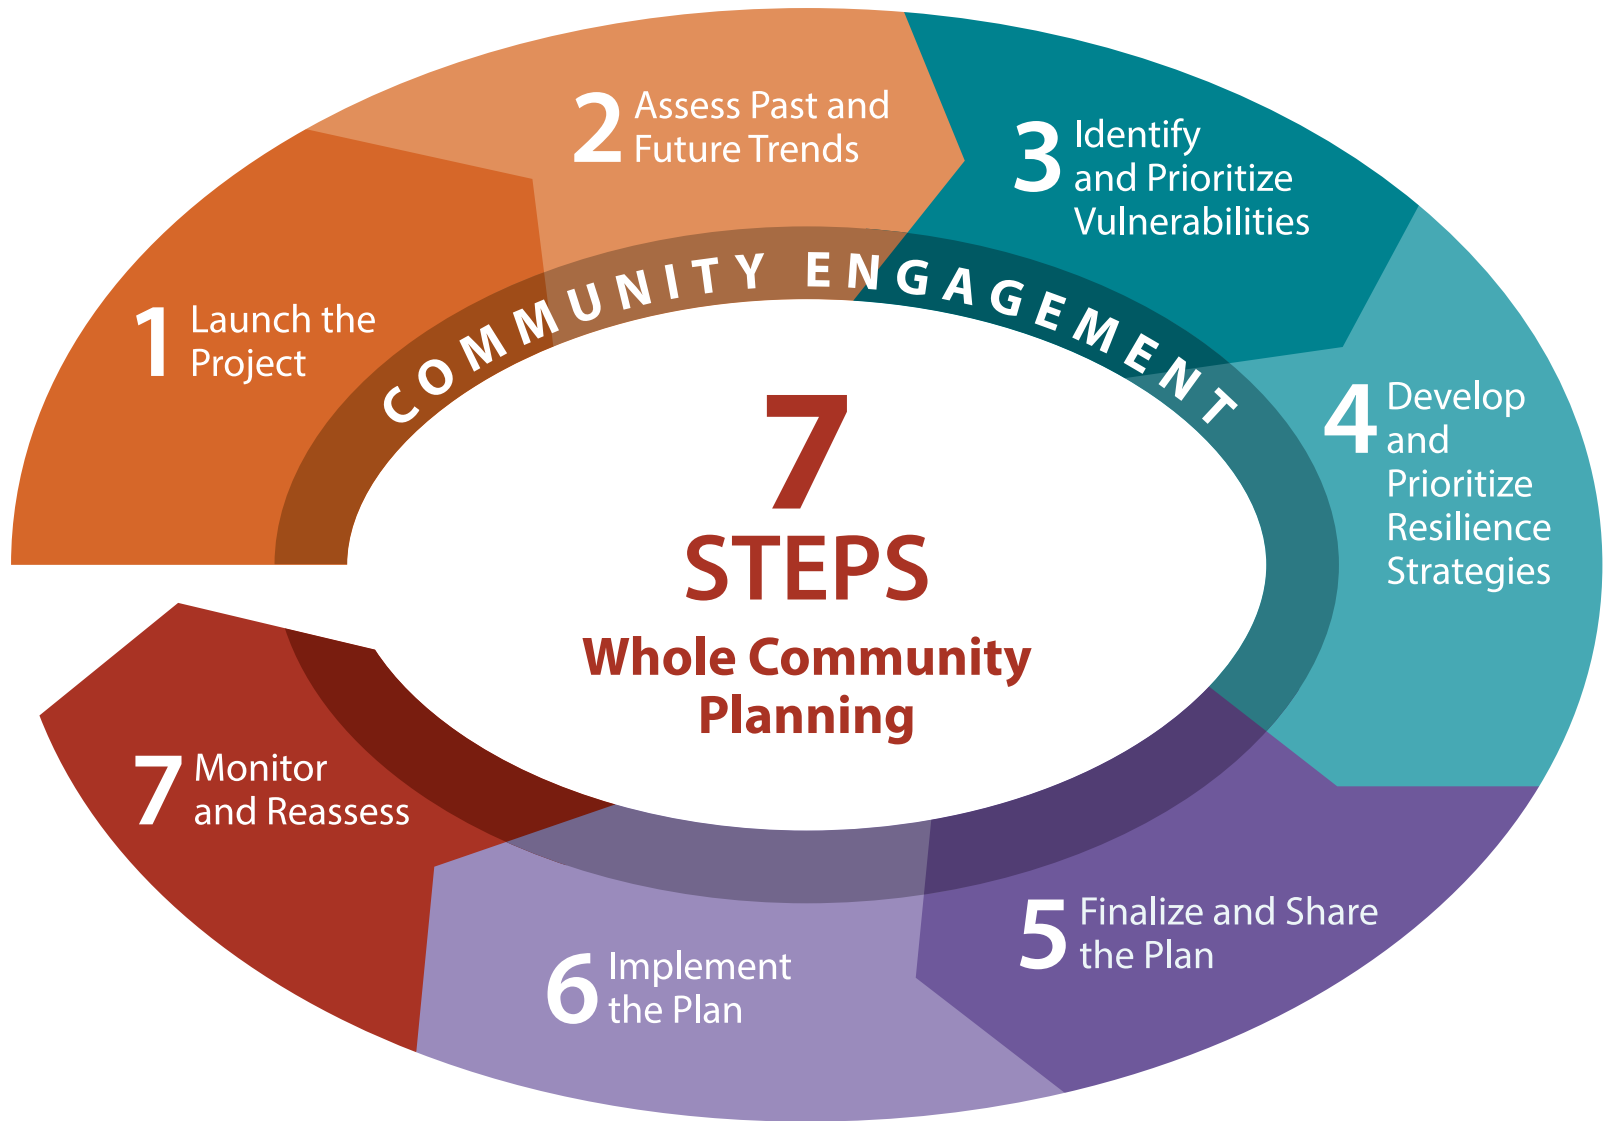 1 Launch the
Project
2 Assess Past and
Future Trends
3 Identify
and Prioritize
Vulnerabilities
4 Develop
and
Prioritize
Resilience
Strategies
5 Finalize and Share
the Plan
6 Implement
the Plan
7 Monitor
and Reassess
COMMUNITY ENGAGEMENT
7
STEPS
Whole Community
Planning